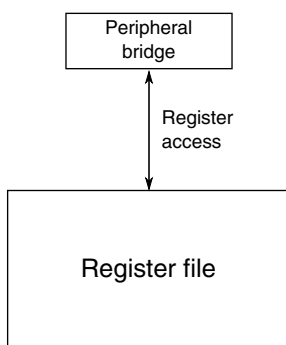 Peripheral
bridge
Register
access
Register file